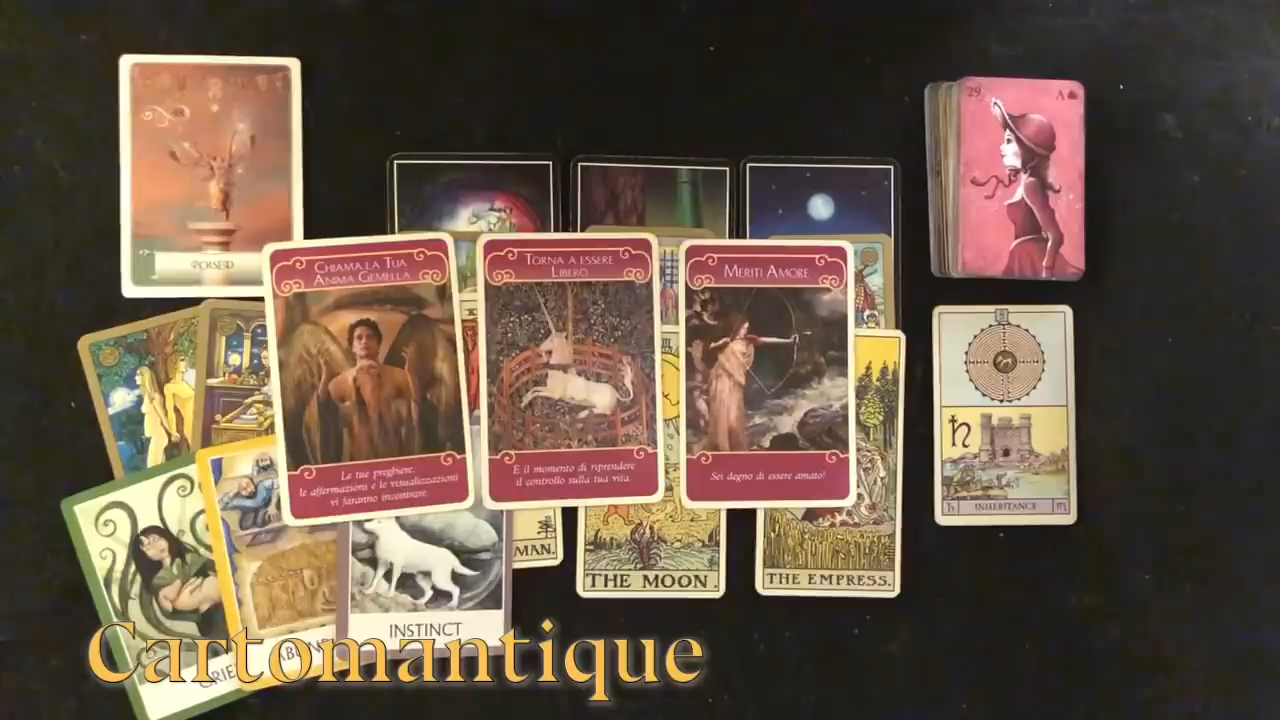 48
POISED
29
A
CHIAMA LA TUA
ANIMA GEMELLA
Le tue preghiere,
le affermazioni e le visualizzazioni
vi faranno incontrare.
TORNA A ESSERE
LIBERO
È il momento di riprendere
il controllo sulla tua vita.
MERITI AMORE
Sei degno di essere amato!
INHERITANCE
MAN.
THE MOON.
THE EMPRESS.
INSTINCT
Cartomantique